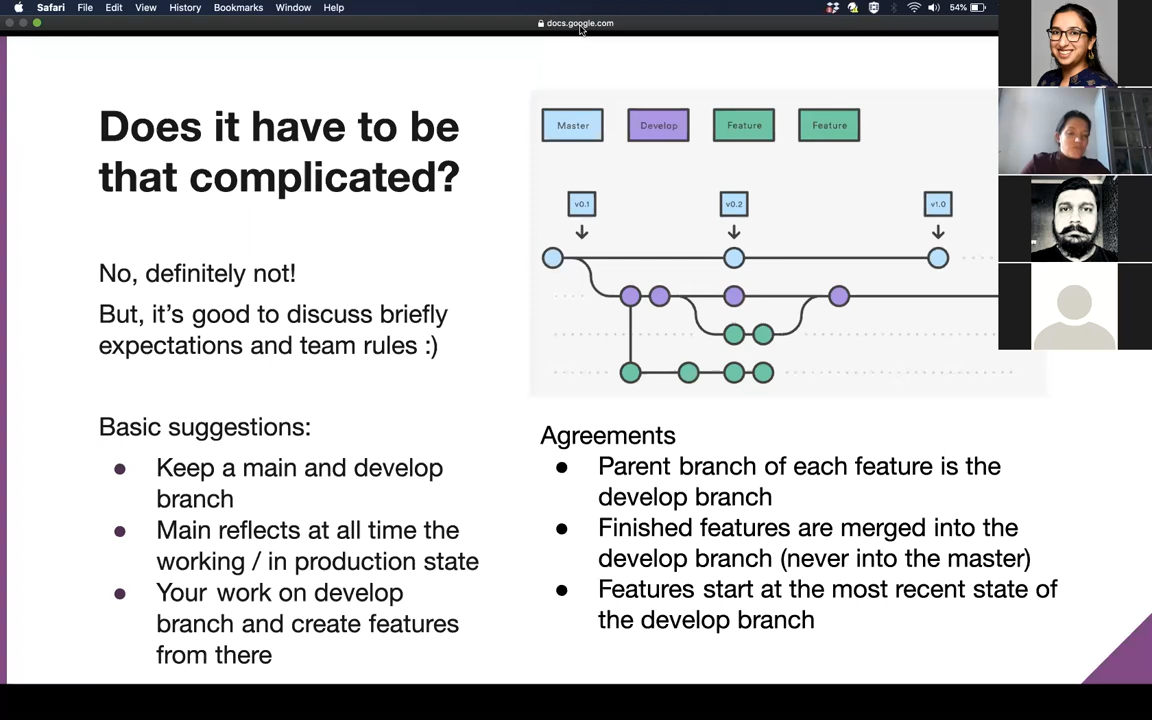 Safari File Edit View History Bookmarks Window Help
54%
docs.google.com
Does it have to be
that complicated?
No, definitely not!
But, it's good to discuss briefly
expectations and team rules :)
Basic suggestions:
● Keep a main and develop
branch
● Main reflects at all time the
working / in production state
● Your work on develop
branch and create features
from there
Master Develop Feature Feature
v0.1 v0.2 v1.0
Agreements
● Parent branch of each feature is the
develop branch
● Finished features are merged into the
develop branch (never into the master)
● Features start at the most recent state of
the develop branch